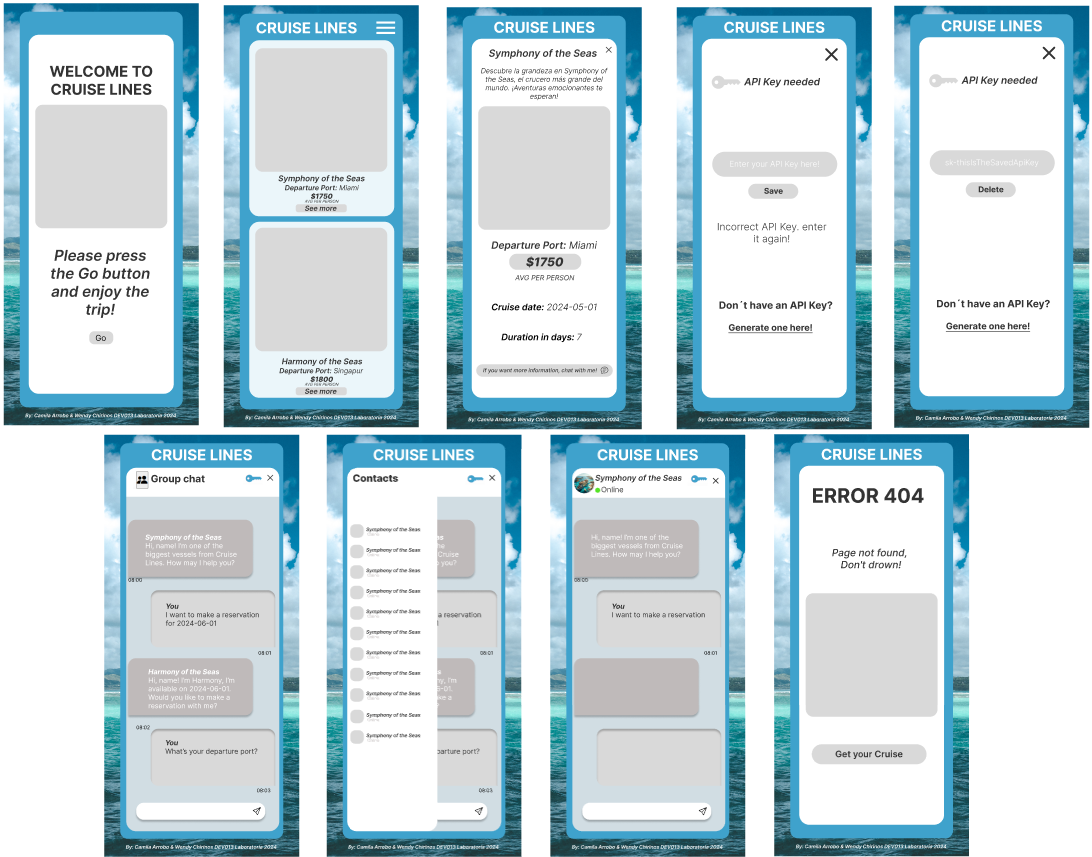 WELCOME TO
CRUISE LINES
Please press
the Go button
and enjoy the
trip!
Go
By: Camila Arrobo & Wendy Chirinos DEV013 Laboratoria 2024
CRUISE LINES
Symphony of the Seas
Departure Port: Miami
$1750
AVG PER PERSON
See more
Harmony of the Seas
Departure Port: Singapur
$1800
AVG PER PERSON
See more
By: Camila Arrobo & Wendy Chirinos DEV013 Laboratoria 2024
CRUISE LINES
Symphony of the Seas
Descubre la grandeza en Symphony of
the Seas, el crucero más grande del
mundo. ¡Aventuras emocionantes te
esperan!
Departure Port: Miami
$1750
AVG PER PERSON
Cruise date: 2024-05-01
Duration in days: 7
If you want more information, chat with me!
By: Camila Arrobo & Wendy Chirinos DEV013 Laboratoria 2024
CRUISE LINES
API Key needed
Enter your API Key here!
Save
Incorrect API Key. enter
it again!
Don´t have an API Key?
Generate one here!
By: Camila Arrobo & Wendy Chirinos DEV013 Laboratoria 2024
CRUISE LINES
API Key needed
sk-thisIsTheSavedApiKey
Delete
Don´t have an API Key?
Generate one here!
By: Camila Arrobo & Wendy Chirinos DEV013 Laboratoria 2024
CRUISE LINES
Group chat
Symphony of the Seas
Hi, name! I'm one of the
biggest vessels from Cruise
Lines. How may I help you?
08:00
You
I want to make a reservation
for 2024-06-01
08:01
Harmony of the Seas
Hi, name! I'm Harmony, I'm
available on 2024-06-01.
Would you like to make a
reservation with me?
08:02
You
What's your departure port?
08:03
By: Camila Arrobo & Wendy Chirinos DEV013 Laboratoria 2024
CRUISE LINES
Contacts
Symphony of the Seas
Symphony of the Seas
Symphony of the Seas
Symphony of the Seas
Symphony of the Seas
Symphony of the Seas
Symphony of the Seas
Symphony of the Seas
Symphony of the Seas
Symphony of the Seas
Symphony of the Seas
as
Cruise
p you?
a reservation
08:01
as
ny, I'm
6-01.
e a
?
parture port?
08:03
By: Camila Arrobo & Wendy Chirinos DEV013 Laboratoria 2024
CRUISE LINES
Symphony of the Seas
Online
Hi, name! I'm one of the
biggest vessels from Cruise
Lines. How may I help you?
08:00
You
I want to make a reservation
08:01
By: Camila Arrobo & Wendy Chirinos DEV013 Laboratoria 2024
CRUISE LINES
ERROR 404
Page not found,
Don't drown!
Get your Cruise
By: Camila Arrobo & Wendy Chirinos DEV013 Laboratoria 2024